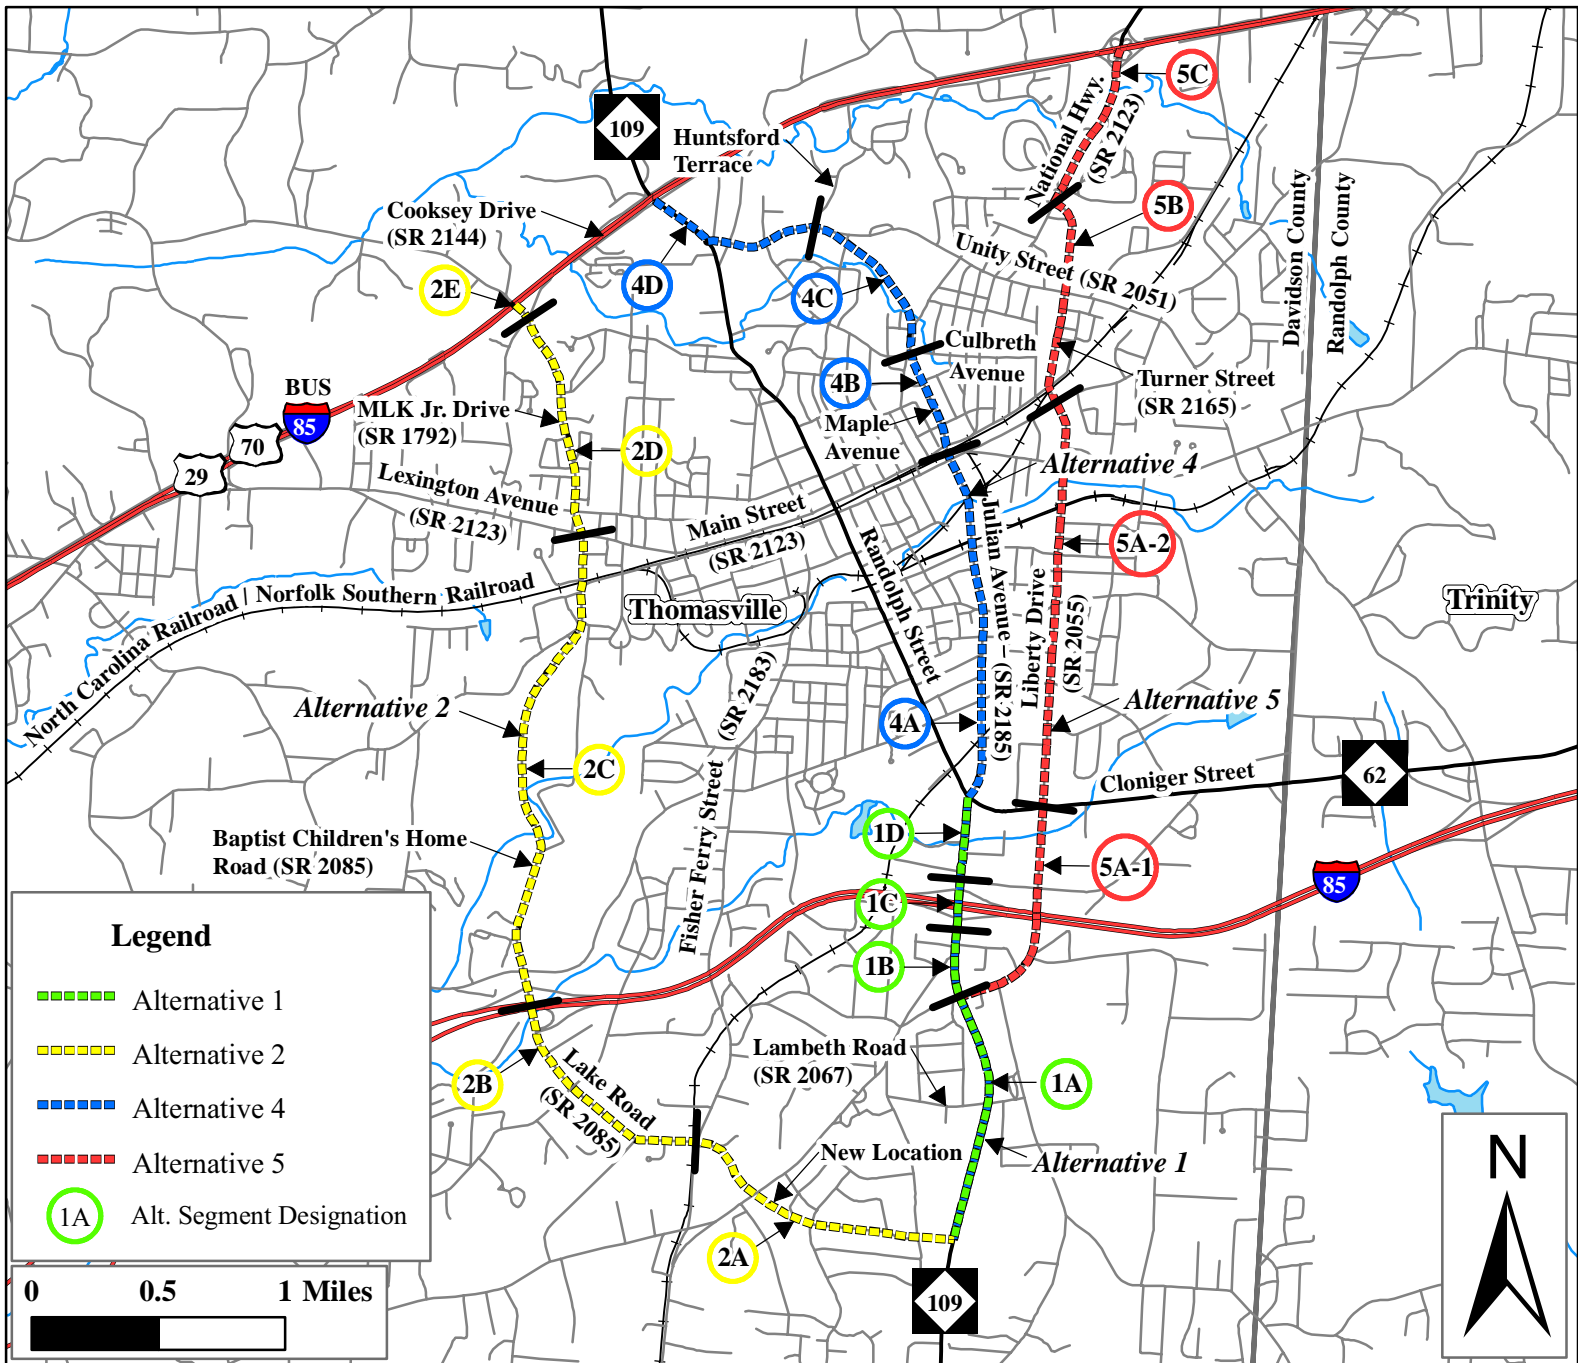 5C
109
Huntsford
Terrace
National Hwy.
(SR 2123)
5B
Cooksey Drive
(SR 2144)
Davidson County
Randolph County
Unity Street (SR 2051)
2E
4D
4C
Culbreth
Avenue
BUS
85
4B
Turner Street
(SR 2165)
MLK Jr. Drive
(SR 1792)
Maple
Avenue
70
29
2D
Alternative 4
Lexington Avenue
(SR 2123)
Main Street
(SR 2123)
5A-2
Julian Avenue – (SR 2185)
Randolph Street
Liberty Drive
(SR 2055)
North Carolina Railroad / Norfolk Southern Railroad
Thomasville
Trinity
Alternative 2
(SR 2183)
4A
Alternative 5
2C
Cloniger Street
62
Fisher Ferry Street
Baptist Children's Home
Road (SR 2085)
1D
5A-1
85
1C
1B
Lambeth Road
(SR 2067)
2B
Lake Road
(SR 2085)
1A
New Location
Alternative 1
2A
109
Legend
Alternative 1
Alternative 2
Alternative 4
Alternative 5
1A Alt. Segment Designation
0 0.5 1 Miles
N